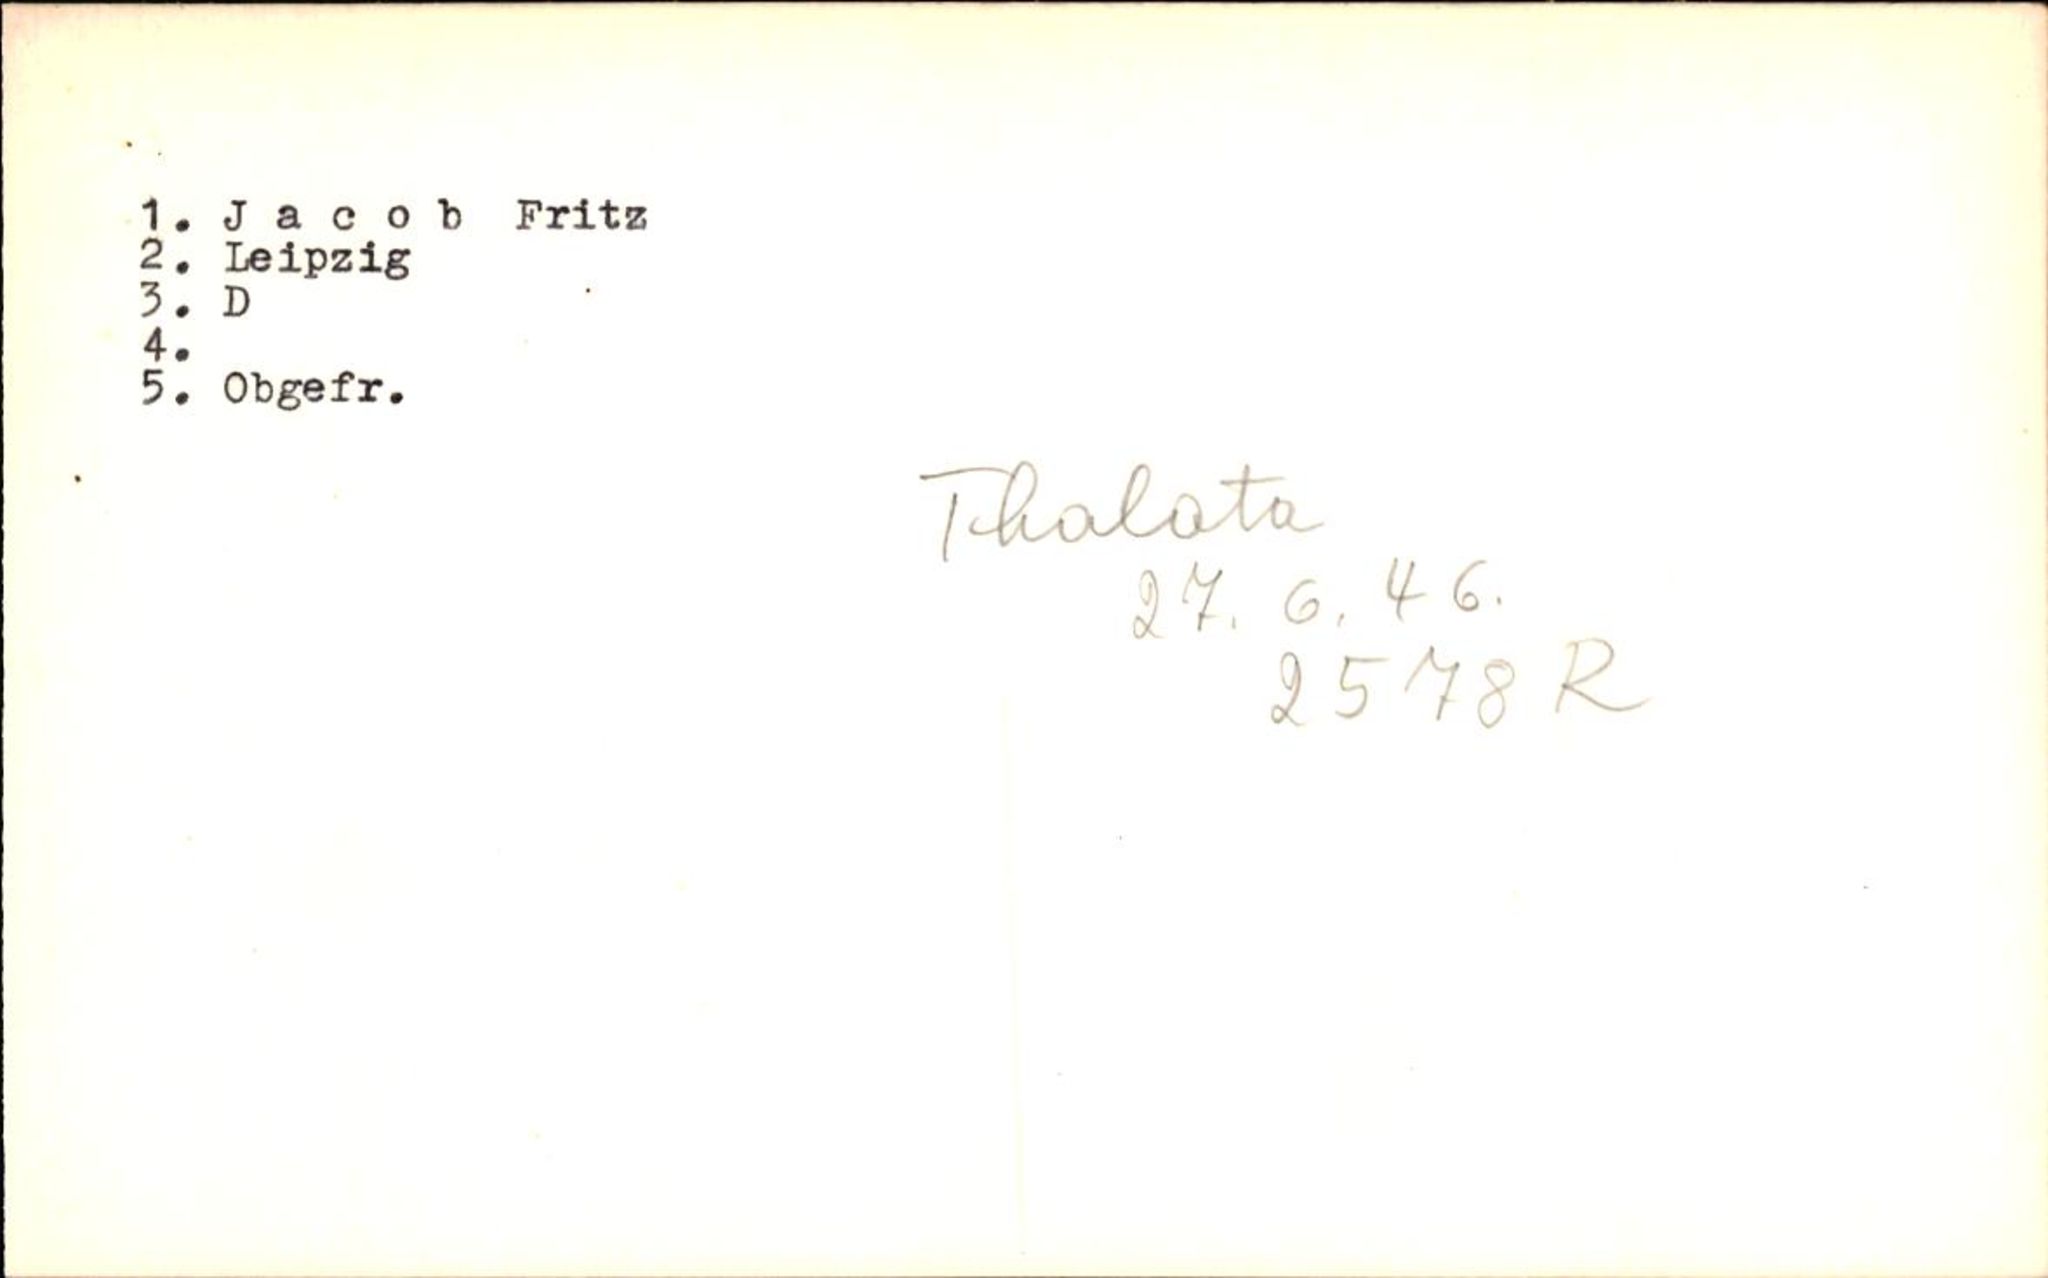 1. J a c o b Fritz
2. Leipzig
3. D
4.
5. Obgefr.
Thalata
27. 6. 46.
2578 R